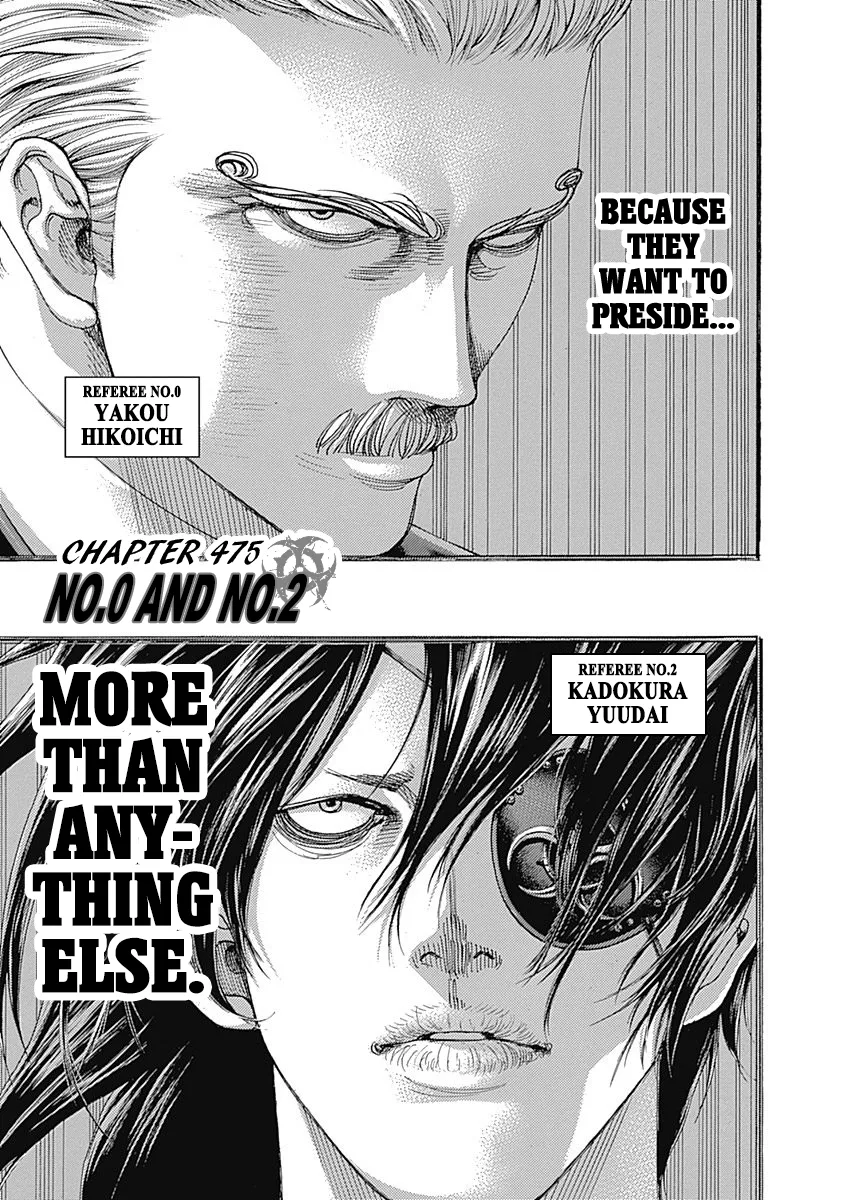 BECAUSE
THEY
WANT TO
PRESIDE...
REFEREE NO.0
YAKOU
HIKOICHI
CHAPTER 475
NO.0 AND NO.2
REFEREE NO.2
KADOKURA
YUUDAI
MORE
THAN
ANY-
THING
ELSE.